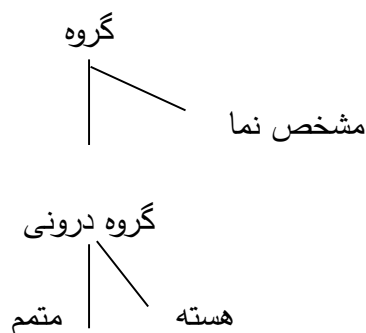 گروه
مشخص نما
گروه درونی
هسته متمم